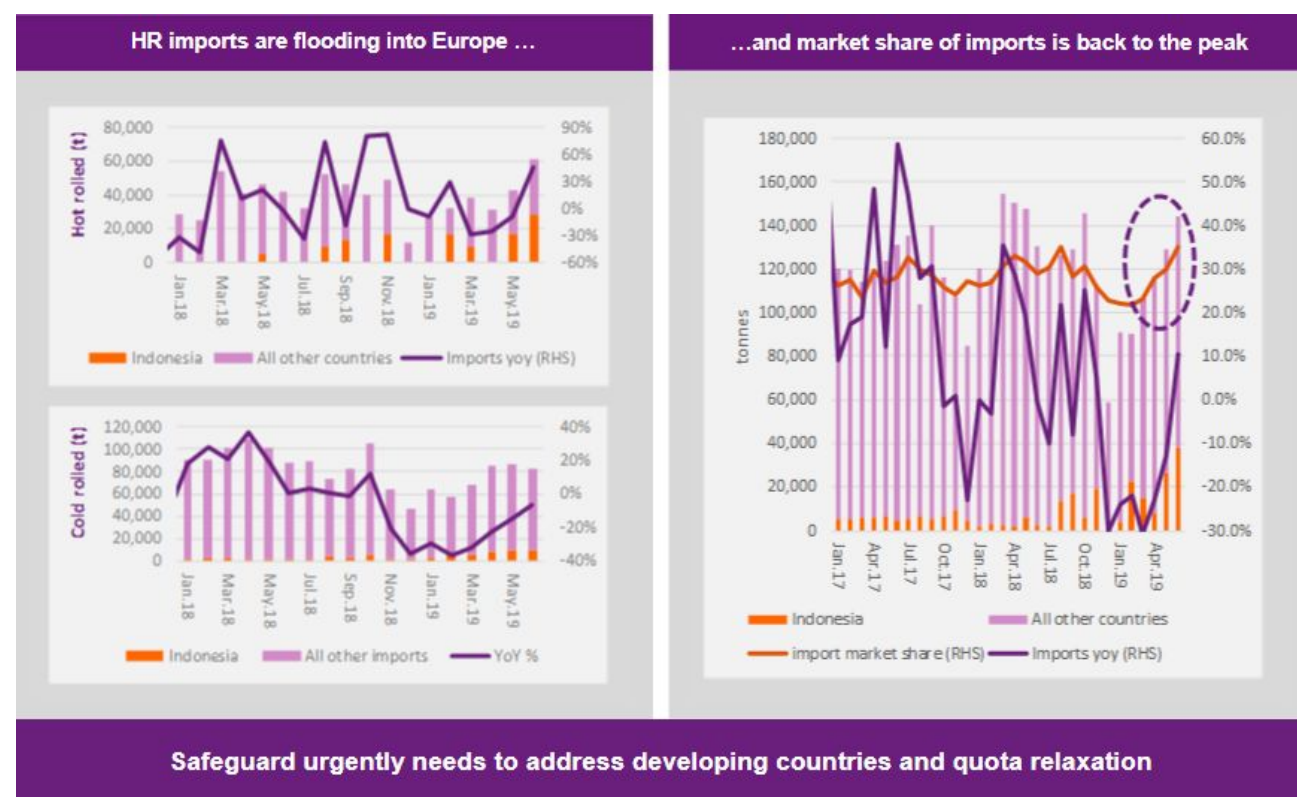 HR imports are flooding into Europe …
Hot rolled (t)
80,000
60,000
40,000
20,000
0
90%
60%
30%
0%
-30%
-60%
Jan.18
Mar.18
May.18
Jul.18
Sep.18
Nov.18
Jan.19
Mar.19
May.19
Indonesia
All other countries
Imports yoy (RHS)
Cold rolled (t)
120,000
100,000
80,000
60,000
40,000
20,000
0
40%
20%
0%
-20%
-40%
Jan.18
Mar.18
May.18
Jul.18
Sep.18
Nov.18
Jan.19
Mar.19
May.19
Indonesia
All other imports
YoY %
…and market share of imports is back to the peak
tonnes
180,000
160,000
140,000
120,000
100,000
80,000
60,000
40,000
20,000
0
60.0%
50.0%
40.0%
30.0%
20.0%
10.0%
0.0%
-10.0%
-20.0%
-30.0%
Jan.17
Apr.17
Jul.17
Oct.17
Jan.18
Apr.18
Jul.18
Oct.18
Jan.19
Apr.19
Indonesia
All other countries
import market share (RHS)
Imports yoy (RHS)
Safeguard urgently needs to address developing countries and quota relaxation